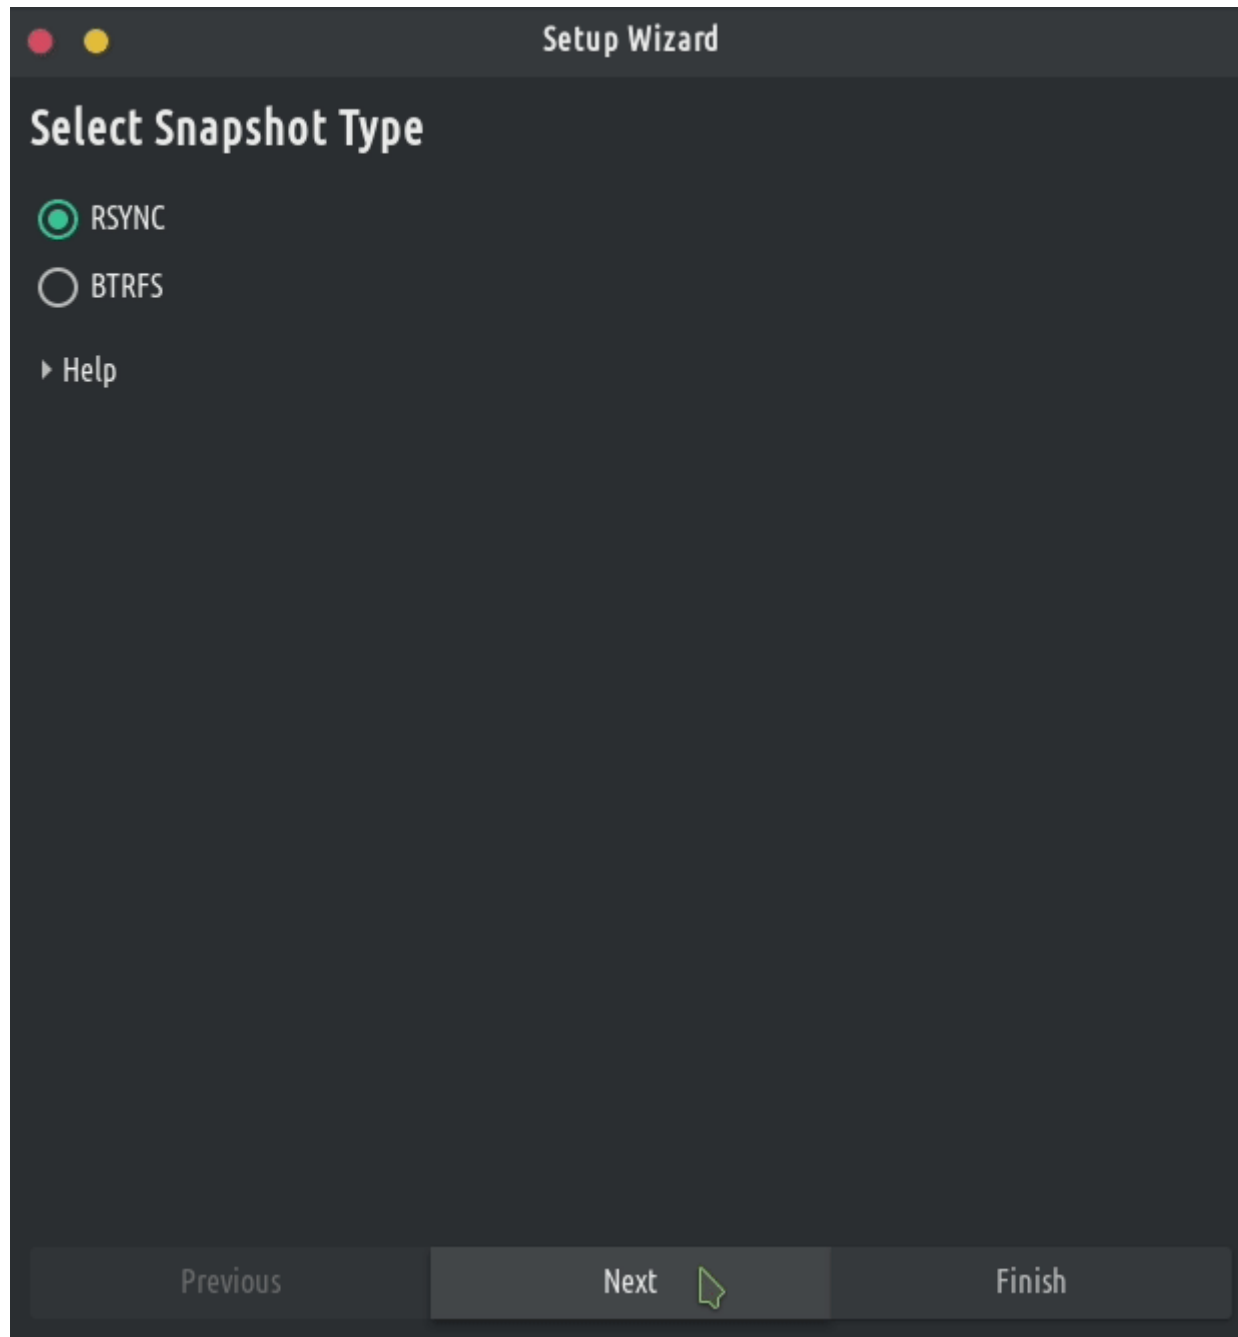 Setup Wizard
Select Snapshot Type
RSYNC
BTRFS
Help
Previous Next Finish